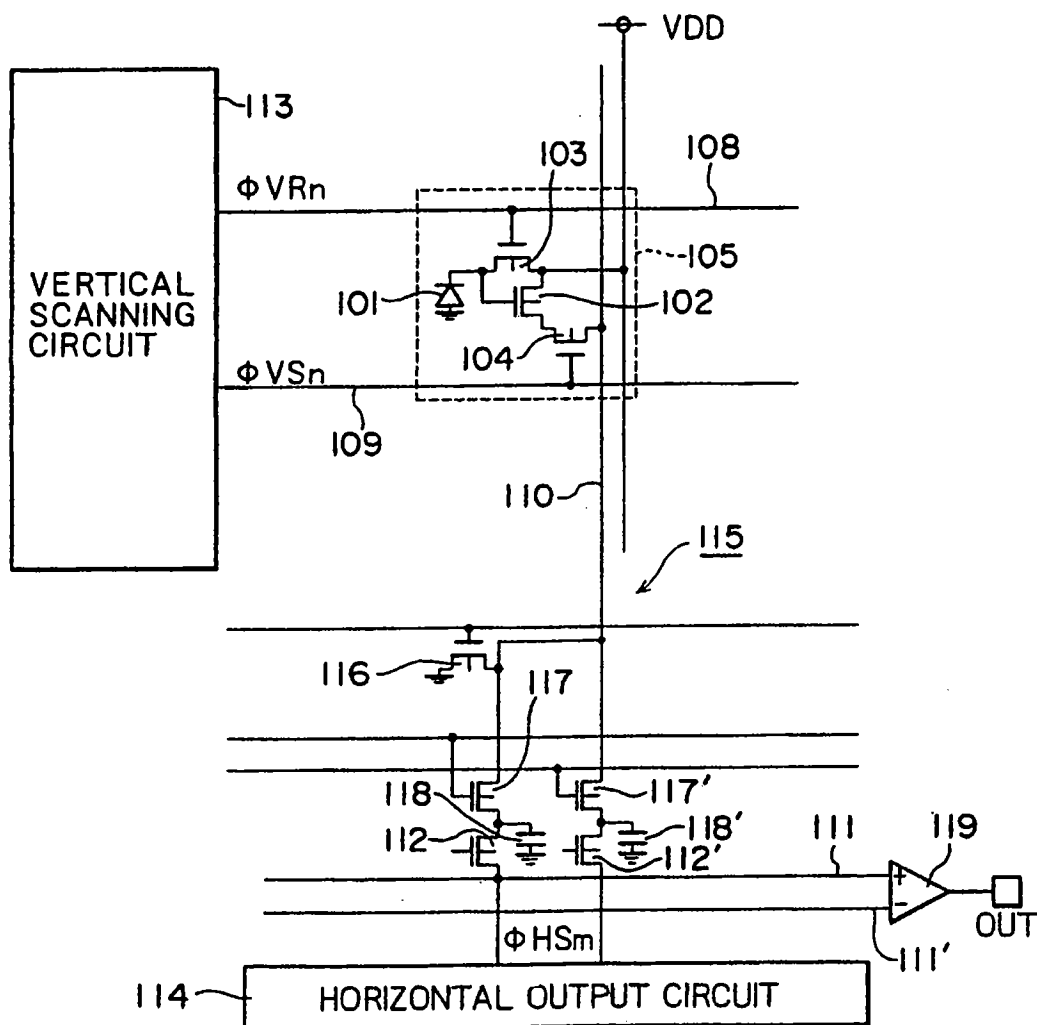 VDD
113
103
108
ΦVRn
105
VERTICAL
SCANNING
CIRCUIT
101
102
104
ΦVSn
109
110
115
116
117
118
117'
112
118'
112'
111
119
+
-
OUT
ΦHSm
111'
114
HORIZONTAL OUTPUT CIRCUIT